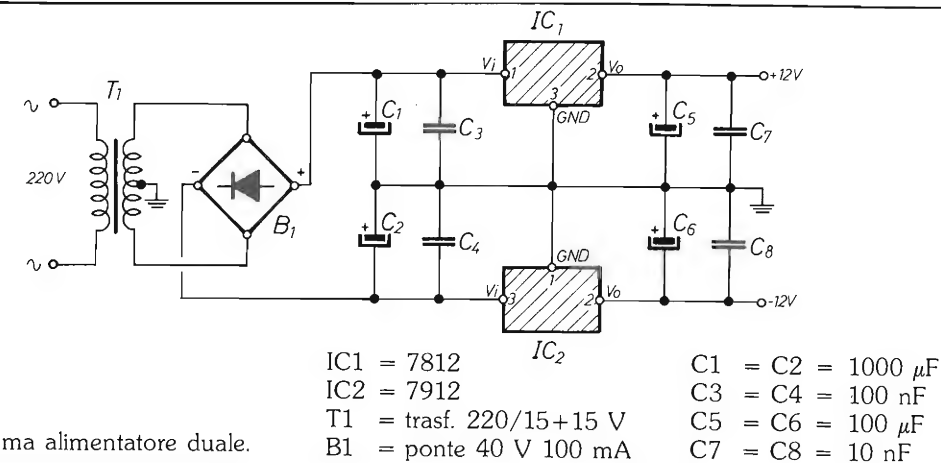 IC1
T1
Vi
1
2
Vo
+12V
3
GND
+
C1
C3
+
C5
C7
220V
-
+
B1
+
C2
C4
GND
1
+
C6
C8
Vi
3
2
Vo
-12V
IC2
IC1 = 7812
IC2 = 7912
T1 = trasf. 220/15+15 V
B1 = ponte 40 V 100 mA
C1 = C2 = 1000 μF
C3 = C4 = 100 nF
C5 = C6 = 100 μF
C7 = C8 = 10 nF
ma alimentatore duale.